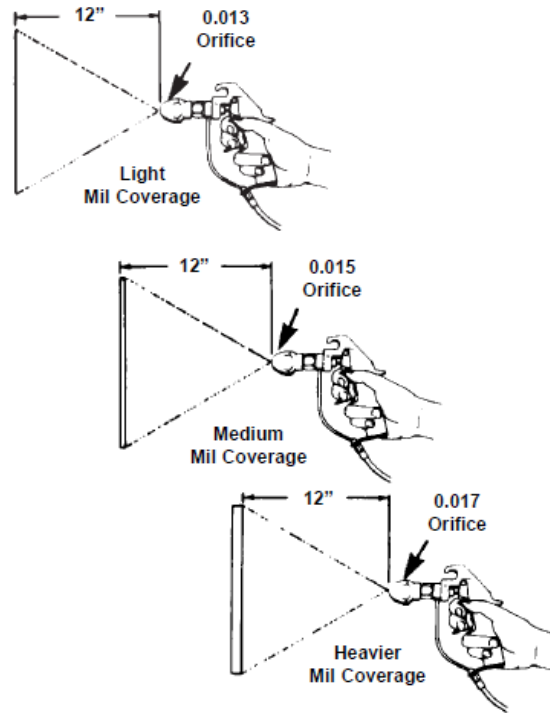 12”
0.013
Orifice
Light
Mil Coverage
12”
0.015
Orifice
Medium
Mil Coverage
12”
0.017
Orifice
Heavier
Mil Coverage